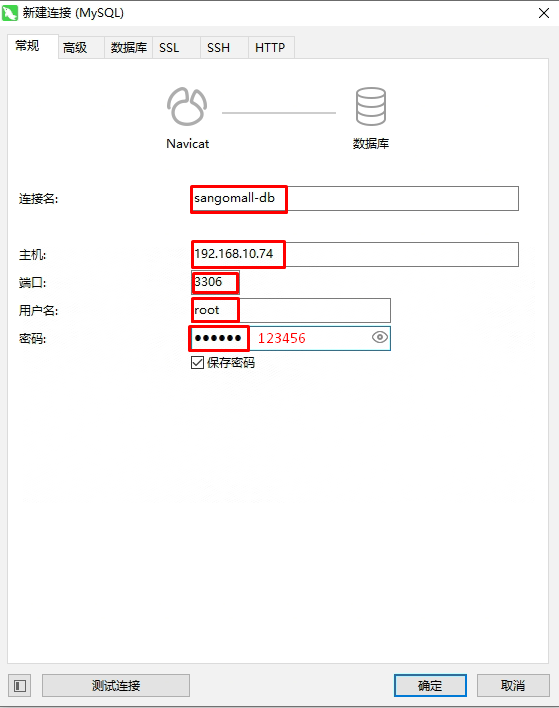 新建连接 (MySQL)
常规 高级 数据库 SSL SSH HTTP
Navicat 数据库
连接名: sangomall-db
主机: 192.168.10.74
端口: 3306
用户名: root
密码: ●●●●●● 123456
保存密码
测试连接 确定 取消